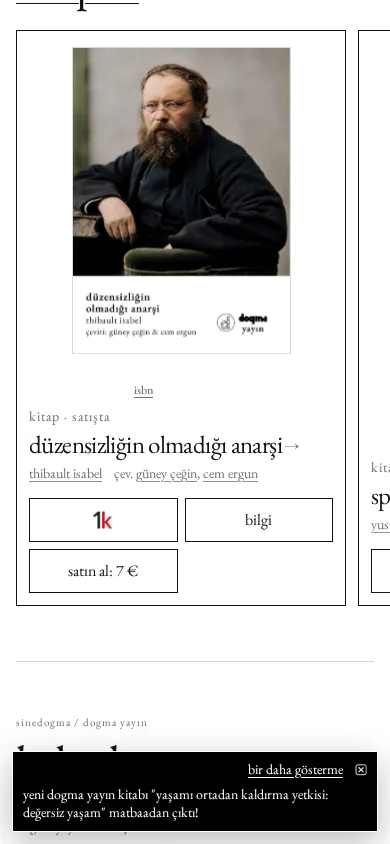 düzensizliğin
olmadığı anarşi
thibault isabel
çeviri: güney çeğin & cem ergun
d dogma
yayın
isbn
kitap · satışta
düzensizliğin olmadığı anarşi→
thibault isabel çev. güney çeğin, cem ergun
1k bilgi
satın al: 7 €
kita
sp
yus
sinedogma / dogma yayın
bir daha gösterme
yeni dogma yayın kitabı "yaşamı ortadan kaldırma yetkisi:
değersiz yaşam" matbaadan çıktı!